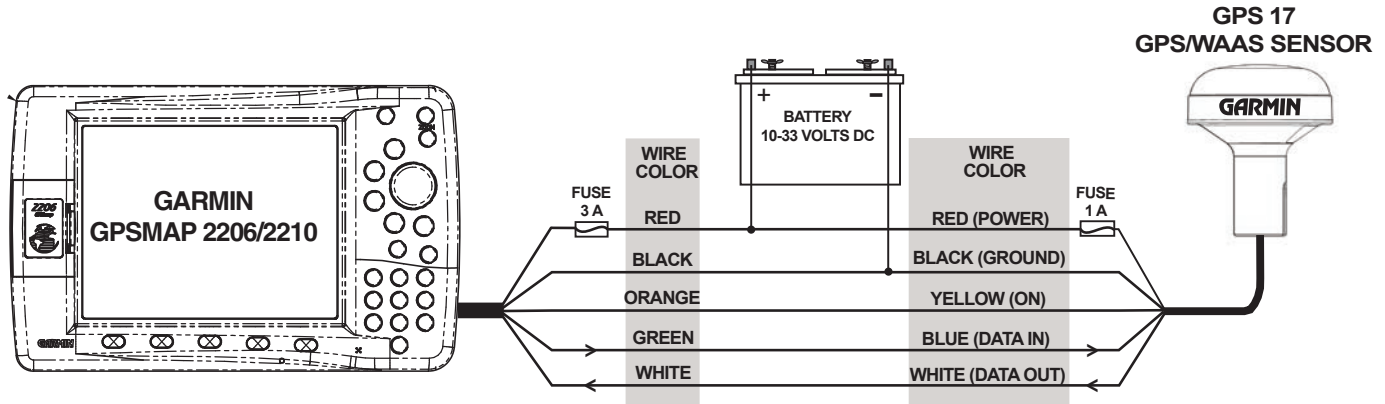 GPS 17
GPS/WAAS SENSOR
GARMIN
+
−
BATTERY
10-33 VOLTS DC
WIRE
COLOR
WIRE
COLOR
2206
GARMIN
GPSMAP 2206/2210
FUSE
3 A
RED
RED (POWER)
FUSE
1 A
BLACK
BLACK (GROUND)
ORANGE
YELLOW (ON)
GREEN
BLUE (DATA IN)
WHITE
WHITE (DATA OUT)
GARMIN